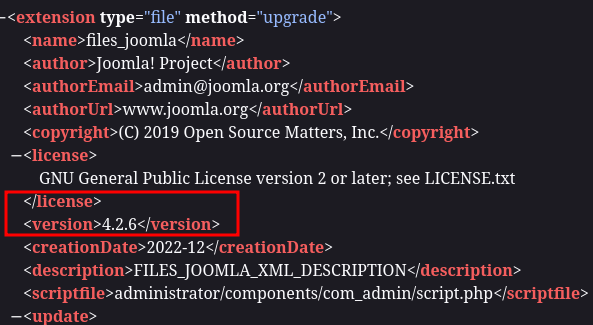 −<extension type="file" method="upgrade">
<name>files_joomla</name>
<author>Joomla! Project</author>
<authorEmail>admin@joomla.org</authorEmail>
<authorUrl>www.joomla.org</authorUrl>
<copyright>(C) 2019 Open Source Matters, Inc.</copyright>
−<license>
GNU General Public License version 2 or later; see LICENSE.txt
</license>
<version>4.2.6</version>
<creationDate>2022-12</creationDate>
<description>FILES_JOOMLA_XML_DESCRIPTION</description>
<scriptfile>administrator/components/com_admin/script.php</scriptfile>
−<update>